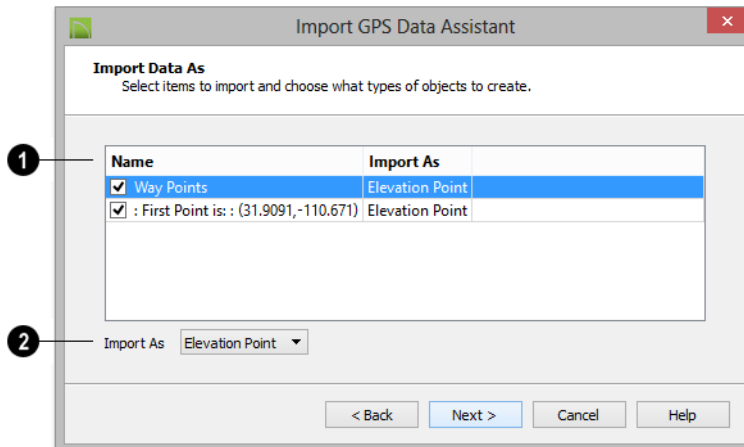 Import GPS Data Assistant
Import Data As
Select items to import and choose what types of objects to create.
1
Name Import As
Way Points Elevation Point
: First Point is: : (31.9091,-110.671) Elevation Point
2
Import As Elevation Point
< Back Next > Cancel Help